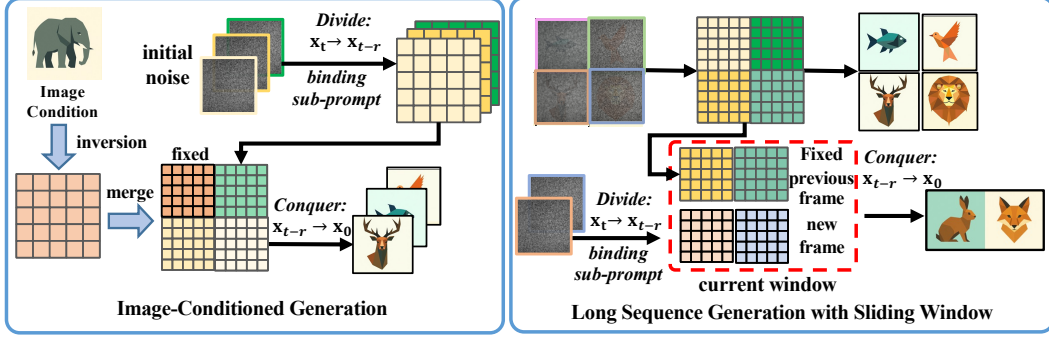 Image
Condition
inversion
merge
initial
noise
Divide:
x_t → x_{t−r}
binding
sub-prompt
fixed
Conquer:
x_{t−r} → x_0
Image-Conditioned Generation
Divide:
x_t → x_{t−r}
binding
sub-prompt
Fixed
previous
frame
new
frame
current window
Conquer:
x_{t−r} → x_0
Long Sequence Generation with Sliding Window